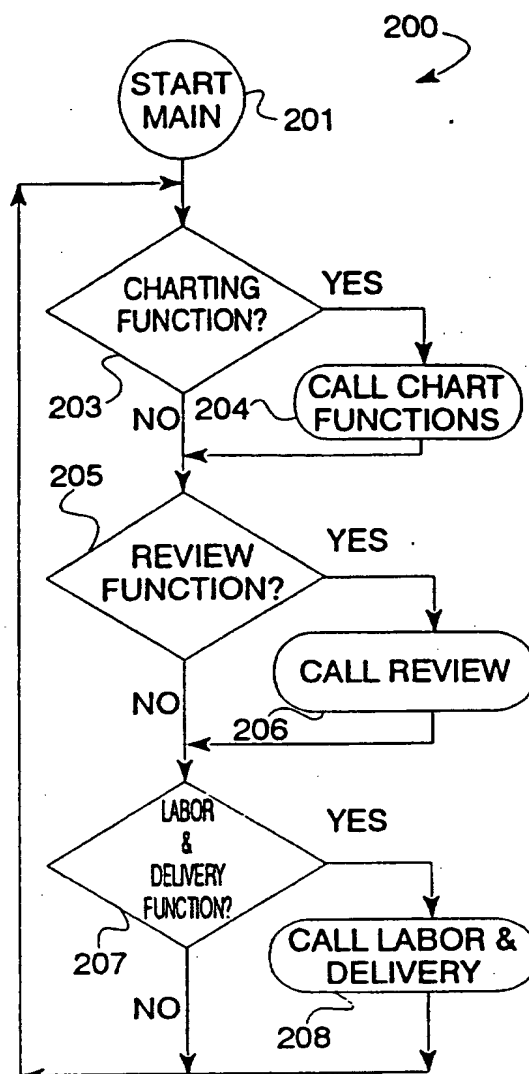 200
START
MAIN
201
CHARTING
FUNCTION?
YES
203
NO
204
CALL CHART
FUNCTIONS
205
REVIEW
FUNCTION?
YES
CALL REVIEW
NO
206
LABOR
&
DELIVERY
FUNCTION?
YES
207
CALL LABOR &
DELIVERY
NO
208